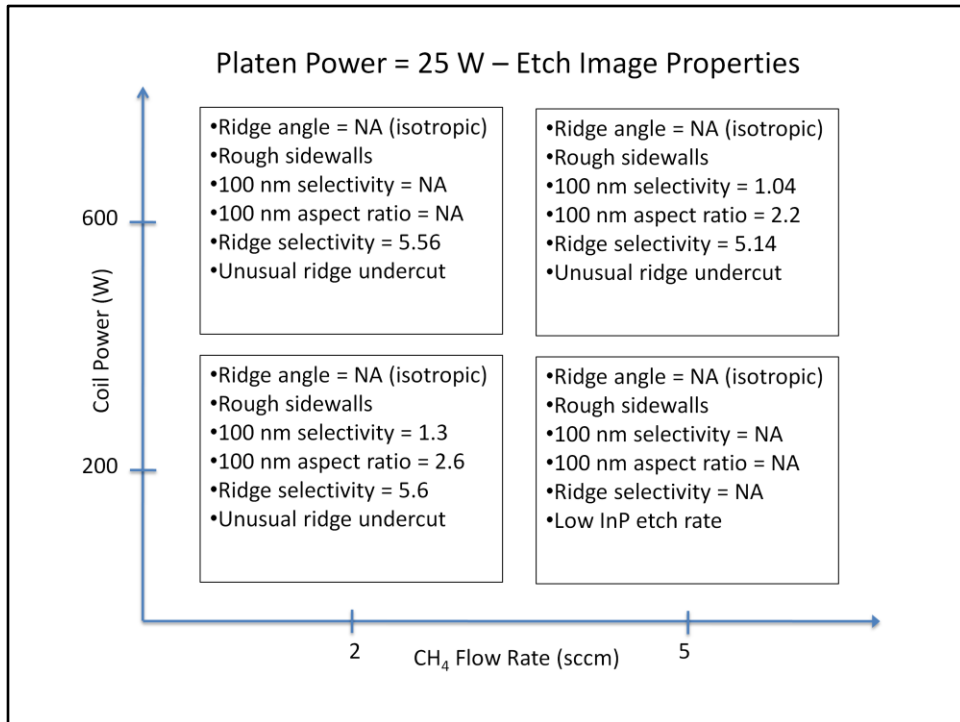 Platen Power = 25 W – Etch Image Properties
•Ridge angle = NA (isotropic)
•Rough sidewalls
•100 nm selectivity = NA
•100 nm aspect ratio = NA
•Ridge selectivity = 5.56
•Unusual ridge undercut
•Ridge angle = NA (isotropic)
•Rough sidewalls
•100 nm selectivity = 1.04
•100 nm aspect ratio = 2.2
•Ridge selectivity = 5.14
•Unusual ridge undercut
600
Coil Power (W)
•Ridge angle = NA (isotropic)
•Rough sidewalls
•100 nm selectivity = 1.3
•100 nm aspect ratio = 2.6
•Ridge selectivity = 5.6
•Unusual ridge undercut
•Ridge angle = NA (isotropic)
•Rough sidewalls
•100 nm selectivity = NA
•100 nm aspect ratio = NA
•Ridge selectivity = NA
•Low InP etch rate
200
2
CH₄ Flow Rate (sccm)
5